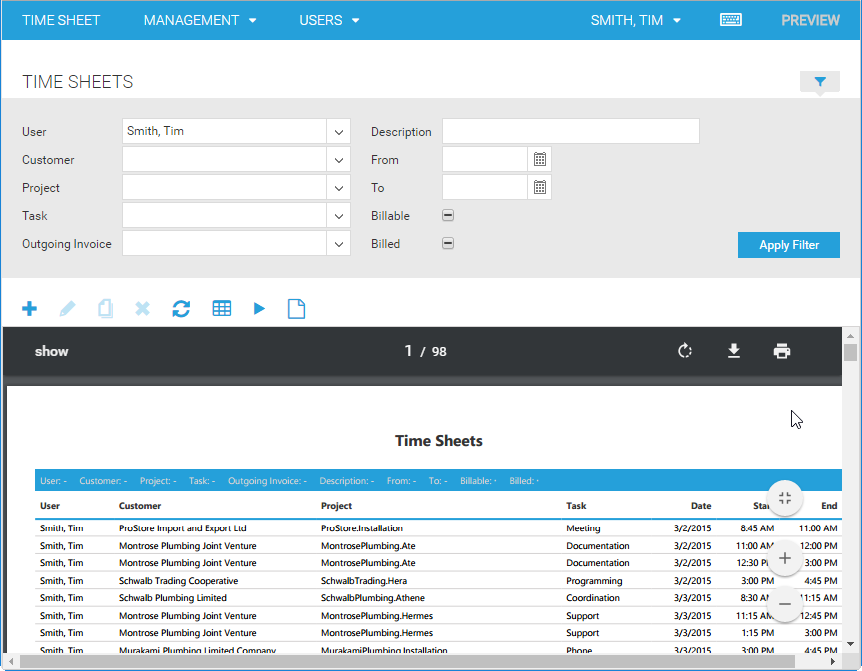 TIME SHEET MANAGEMENT USERS SMITH, TIM PREVIEW
TIME SHEETS
User Smith, Tim Description
Customer From
Project To
Task Billable
Outgoing Invoice Billed
Apply Filter
show 1 / 98
Time Sheets
User: - Customer: - Project: - Task: - Outgoing Invoice: - Description: - From: - To: - Billable: · Billed: ·
User Customer Project Task Date End
Smith, Tim ProStore Import and Export Ltd ProStore.Installation Meeting 3/2/2015 8:45 AM 11:00 AM
Smith, Tim Montrose Plumbing Joint Venture MontrosePlumbing.Ate Documentation 3/2/2015 11:00 AM 12:00 PM
Smith, Tim Montrose Plumbing Joint Venture MontrosePlumbing.Ate Documentation 3/2/2015 12:30 PM 3:00 PM
Smith, Tim Schwalb Trading Cooperative SchwalbTrading.Hera Programming 3/2/2015 3:00 PM 4:45 PM
Smith, Tim Schwalb Plumbing Limited SchwalbPlumbing.Athene Coordination 3/3/2015 8:30 AM 11:15 AM
Smith, Tim Montrose Plumbing Joint Venture MontrosePlumbing.Hermes Support 3/3/2015 11:15 AM 12:45 PM
Smith, Tim Montrose Plumbing Joint Venture MontrosePlumbing.Hermes Support 3/3/2015 1:15 PM 3:00 PM
Smith, Tim Murakami Plumbing Limited Company MurakamiPlumbing.Installation Phone 3/3/2015 3:00 PM 4:45 PM